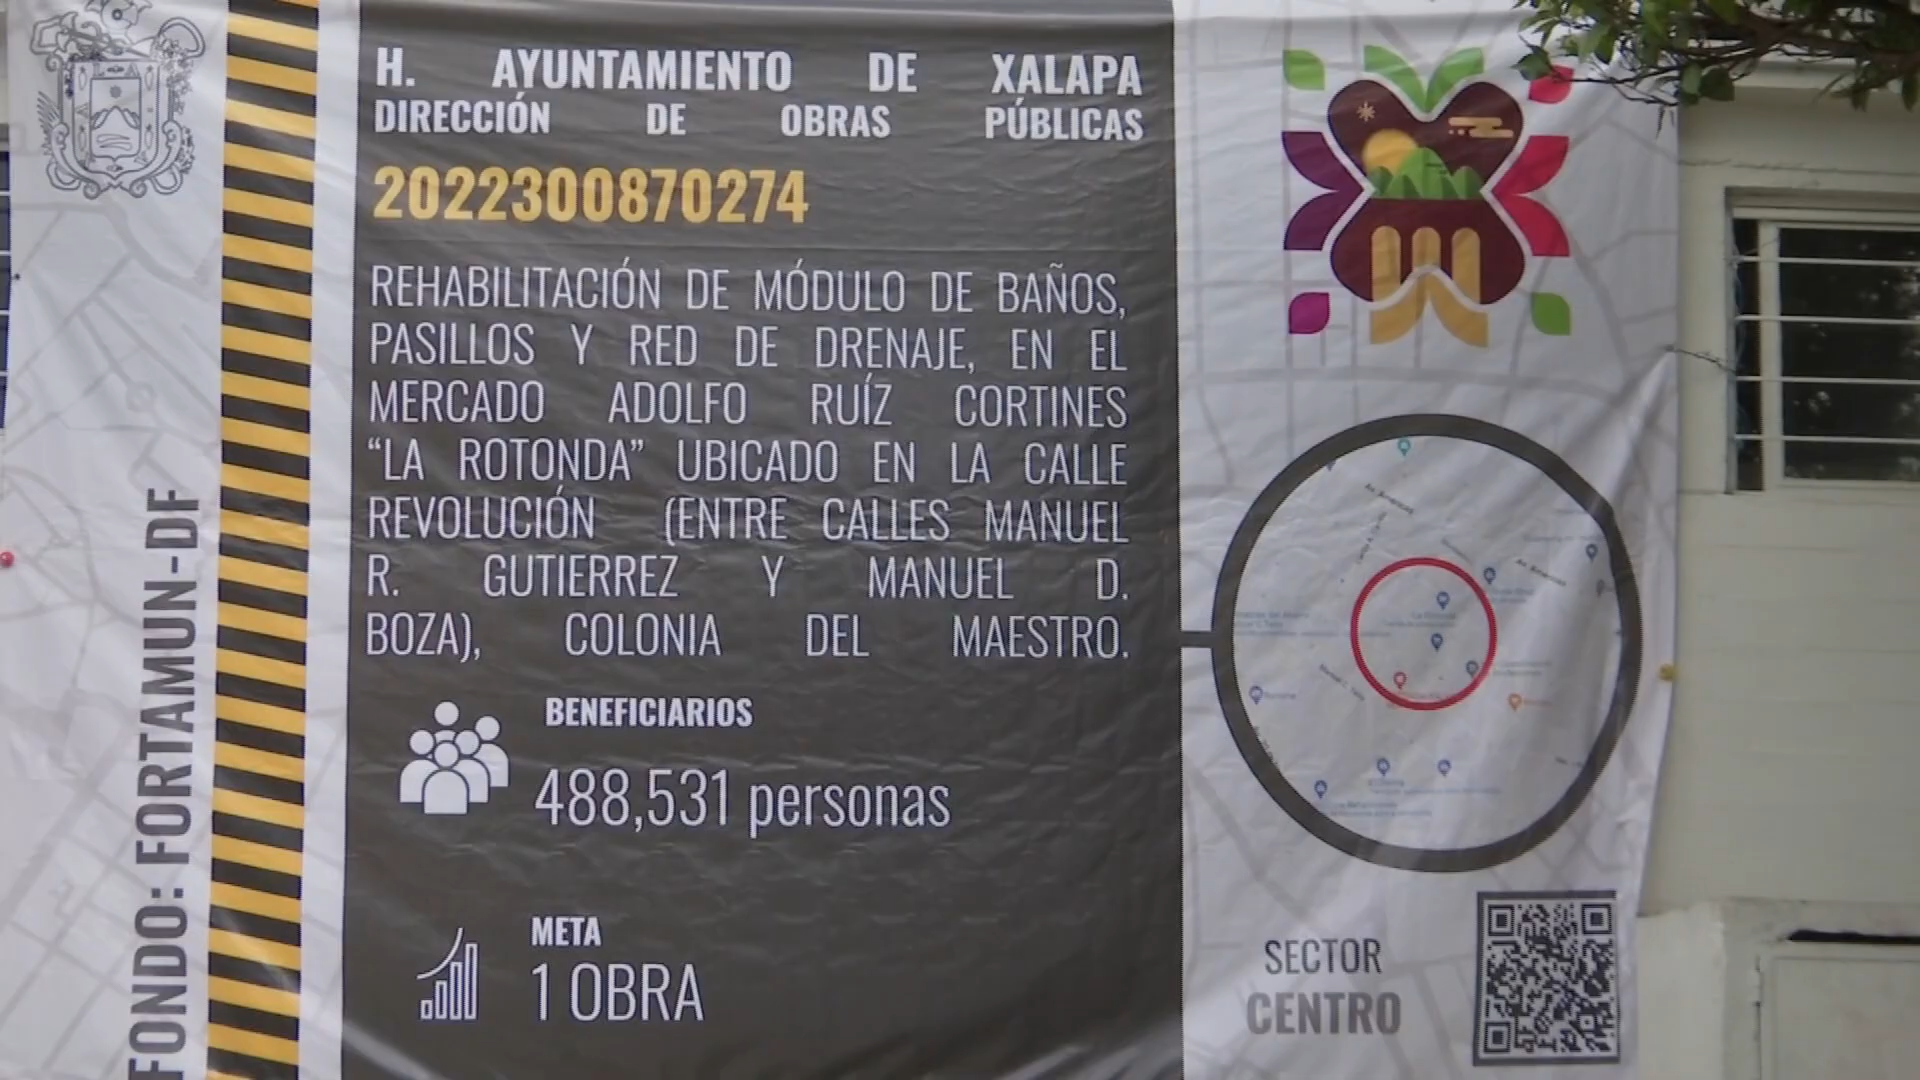 H. AYUNTAMIENTO DE XALAPA
DIRECCIÓN DE OBRAS PÚBLICAS
2022300870274
REHABILITACIÓN DE MÓDULO DE BAÑOS,
PASILLOS Y RED DE DRENAJE, EN EL
MERCADO ADOLFO RUÍZ CORTINES
“LA ROTONDA” UBICADO EN LA CALLE
REVOLUCIÓN (ENTRE CALLES MANUEL
R. GUTIERREZ Y MANUEL D.
BOZA), COLONIA DEL MAESTRO.
BENEFICIARIOS
488,531 personas
META
1 OBRA
FONDO: FORTAMUN-DF
SECTOR
CENTRO